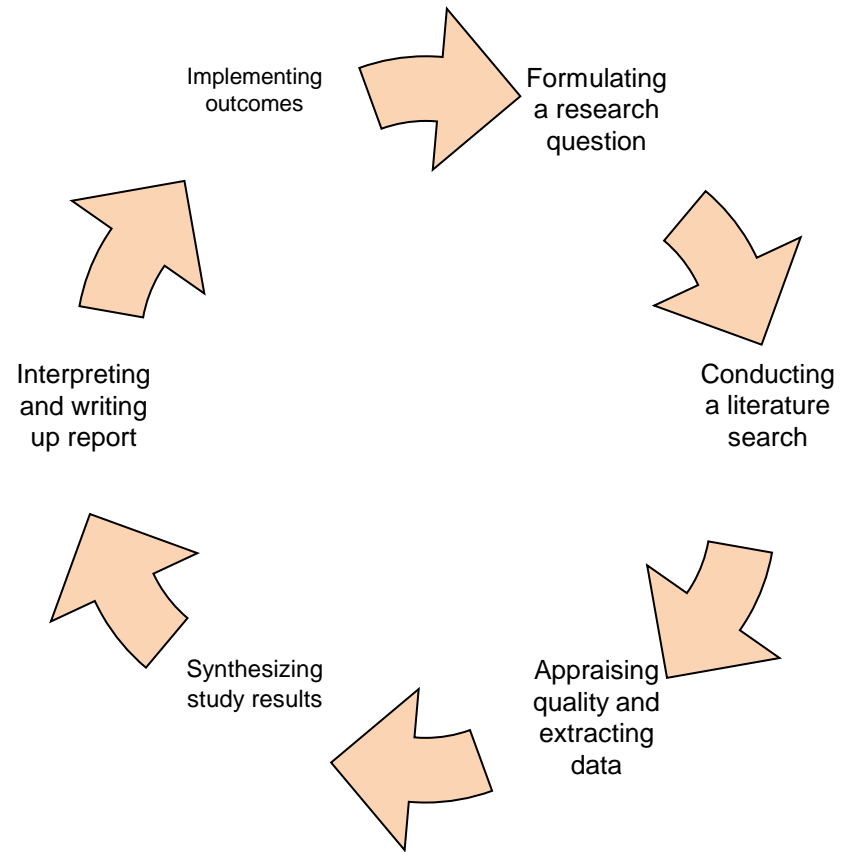 Implementing
outcomes
Formulating
a research
question
Conducting
a literature
search
Appraising
quality and
extracting
data
Synthesizing
study results
Interpreting
and writing
up report